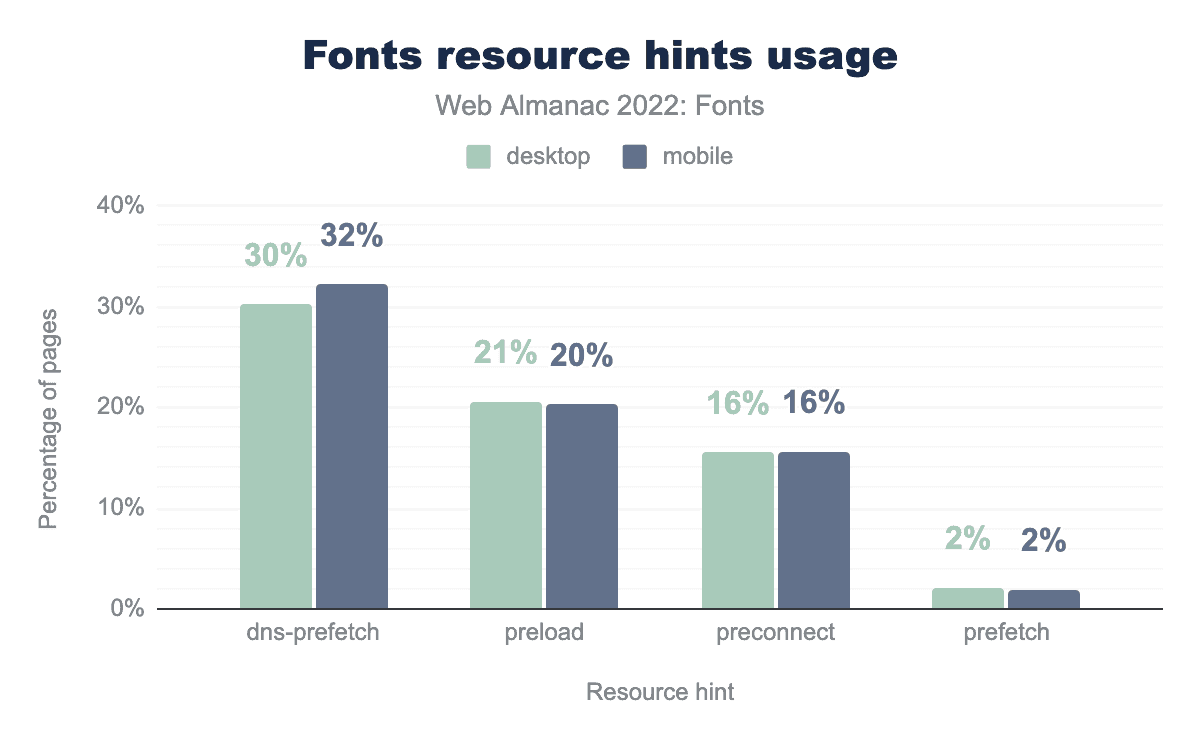 Fonts resource hints usage
Web Almanac 2022: Fonts
desktop mobile
40%
30%
20%
10%
0%
Percentage of pages
30% 32%
21% 20%
16% 16%
2% 2%
dns-prefetch preload preconnect prefetch
Resource hint